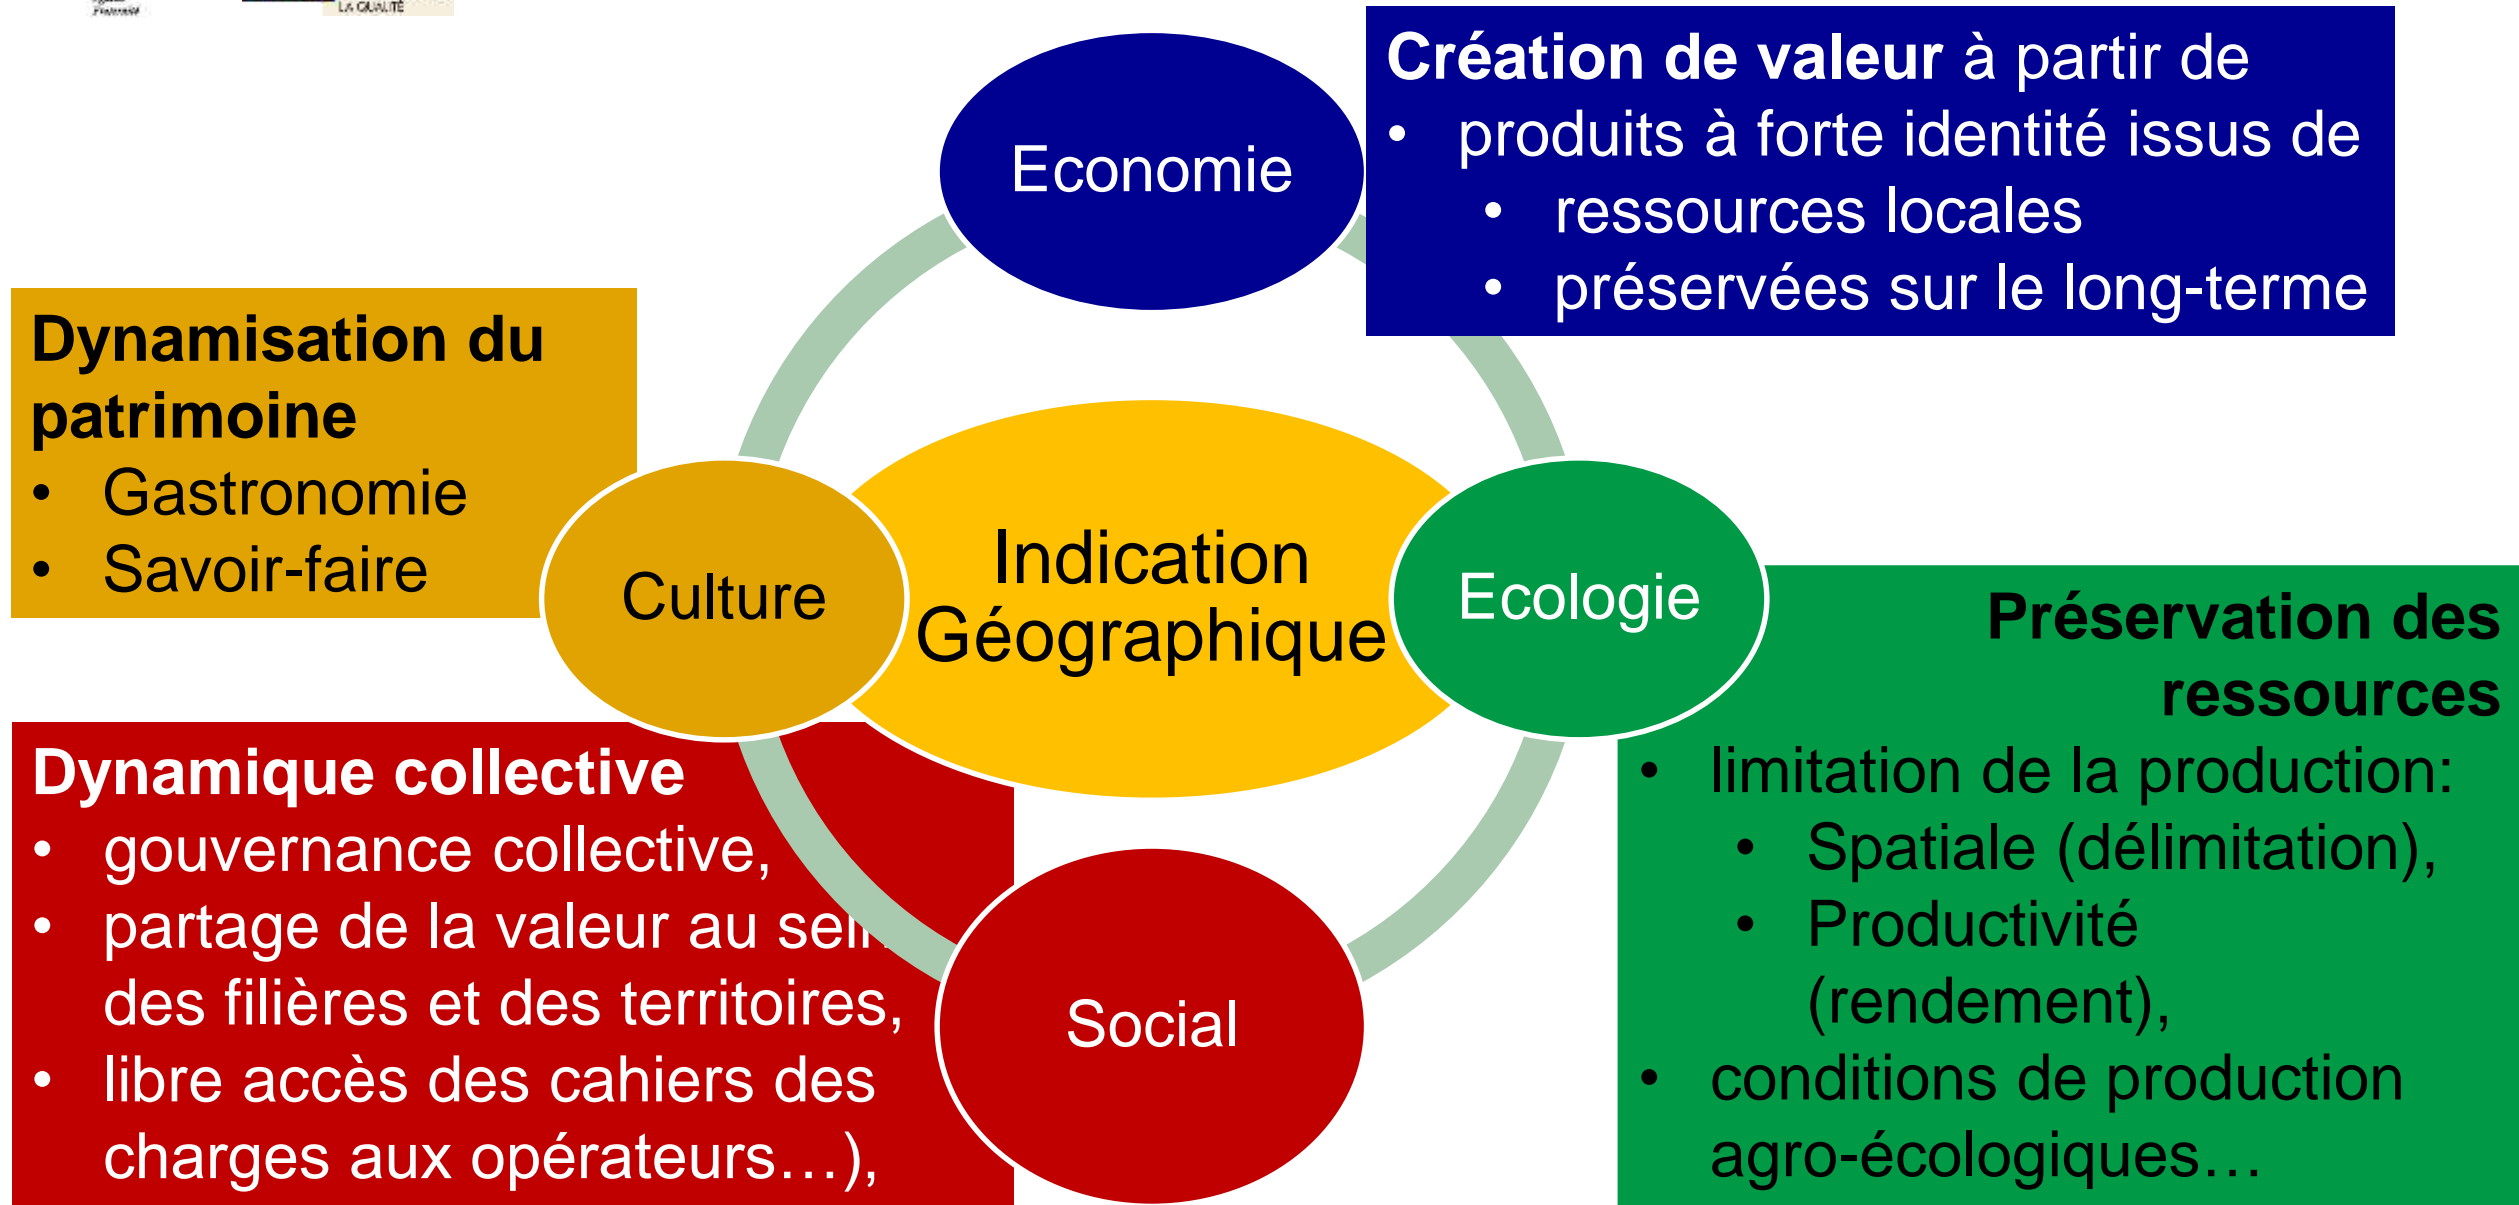 Fraternité
LA QUALITÉ
Economie
Création de valeur à partir de
• produits à forte identité issus de
• ressources locales
• préservées sur le long-terme
Dynamisation du
patrimoine
• Gastronomie
• Savoir-faire
Culture
Indication
Géographique
Ecologie
Préservation des
ressources
• limitation de la production:
• Spatiale (délimitation),
• Productivité
(rendement),
• conditions de production
agro-écologiques…
Dynamique collective
• gouvernance collective,
• partage de la valeur au sein
des filières et des territoires,
• libre accès des cahiers des
charges aux opérateurs…),
Social